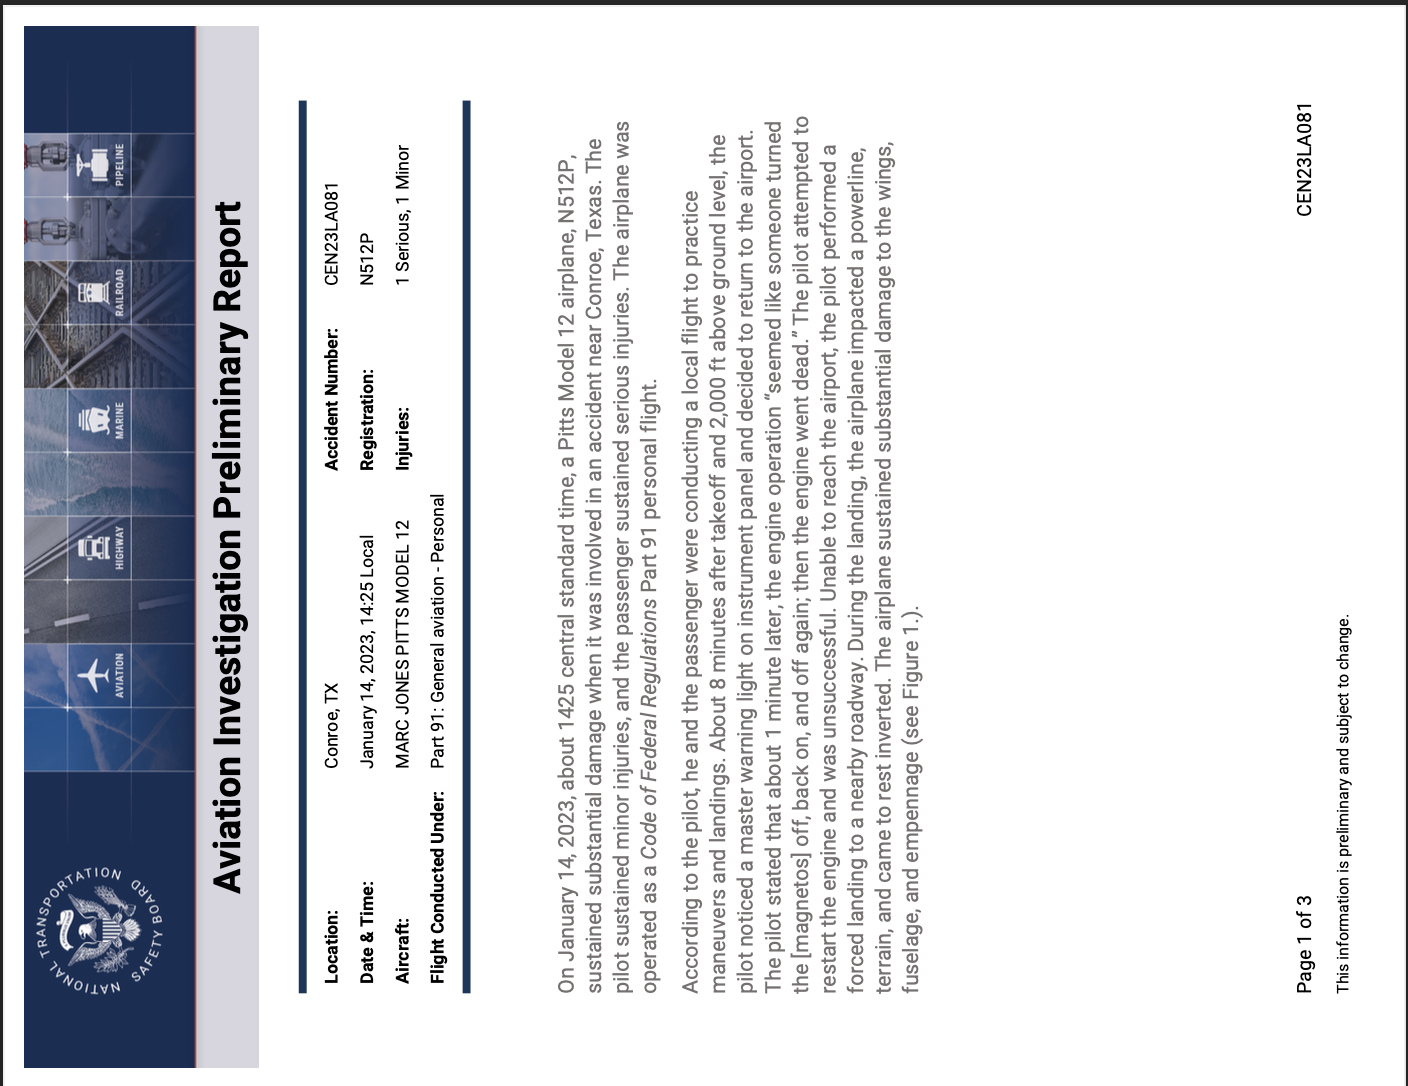 NATIONAL TRANSPORTATION SAFETY BOARD
AVIATION
HIGHWAY
MARINE
RAILROAD
PIPELINE
Aviation Investigation Preliminary Report
Location: Conroe, TX Accident Number: CEN23LA081
Date & Time: January 14, 2023, 14:25 Local Registration: N512P
Aircraft: MARC JONES PITTS MODEL 12 Injuries: 1 Serious, 1 Minor
Flight Conducted Under: Part 91: General aviation - Personal
On January 14, 2023, about 1425 central standard time, a Pitts Model 12 airplane, N512P,
sustained substantial damage when it was involved in an accident near Conroe, Texas. The
pilot sustained minor injuries, and the passenger sustained serious injuries. The airplane was
operated as a Code of Federal Regulations Part 91 personal flight.
According to the pilot, he and the passenger were conducting a local flight to practice
maneuvers and landings. About 8 minutes after takeoff and 2,000 ft above ground level, the
pilot noticed a master warning light on instrument panel and decided to return to the airport.
The pilot stated that about 1 minute later, the engine operation “seemed like someone turned
the [magnetos] off, back on, and off again; then the engine went dead.” The pilot attempted to
restart the engine and was unsuccessful. Unable to reach the airport, the pilot performed a
forced landing to a nearby roadway. During the landing, the airplane impacted a powerline,
terrain, and came to rest inverted. The airplane sustained substantial damage to the wings,
fuselage, and empennage (see Figure 1.).
Page 1 of 3 CEN23LA081
This information is preliminary and subject to change.